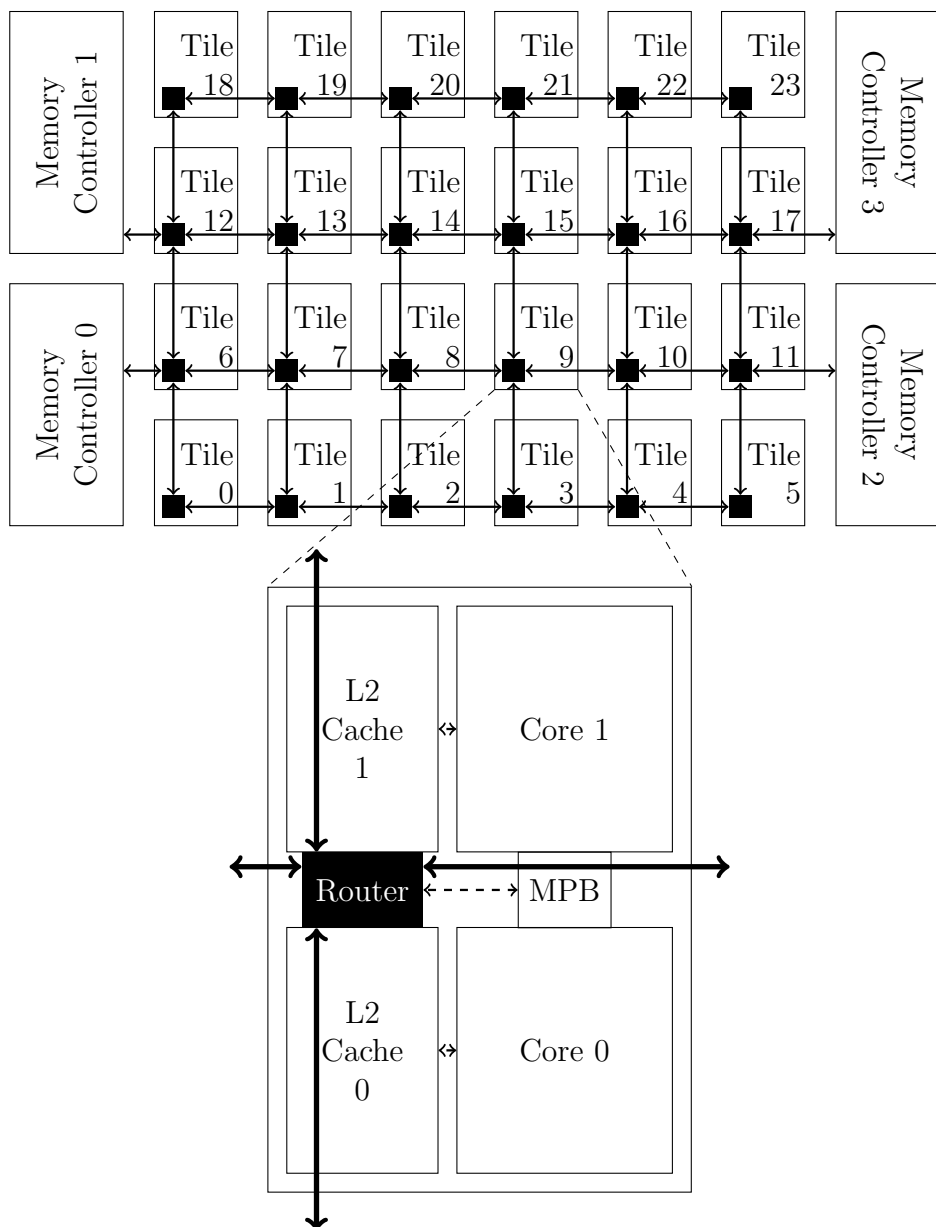 Memory
Controller 1
Tile
18
Tile
19
Tile
20
Tile
21
Tile
22
Tile
23
Memory
Controller 3
Tile
12
Tile
13
Tile
14
Tile
15
Tile
16
Tile
17
Memory
Controller 0
Tile
6
Tile
7
Tile
8
Tile
9
Tile
10
Tile
11
Memory
Controller 2
Tile
0
Tile
1
Tile
2
Tile
3
Tile
4
Tile
5
L2
Cache
1
Core 1
Router
MPB
L2
Cache
0
Core 0